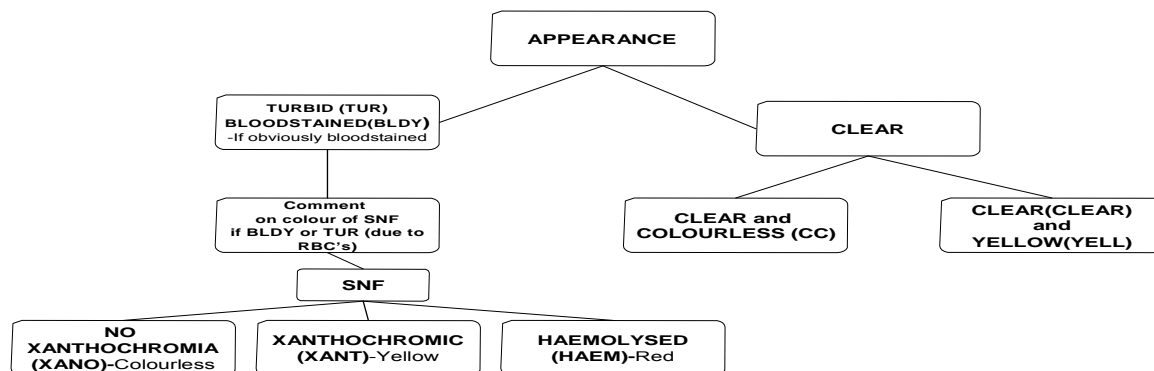 APPEARANCE
TURBID (TUR)
BLOODSTAINED(BLDY)
-If obviously bloodstained
CLEAR
Comment
on colour of SNF
if BLDY or TUR (due to
RBC's)
CLEAR and
COLOURLESS (CC)
CLEAR(CLEAR)
and
YELLOW(YELL)
SNF
NO
XANTHOCHROMIA
(XANO)-Colourless
XANTHOCHROMIC
(XANT)-Yellow
HAEMOLYSED
(HAEM)-Red